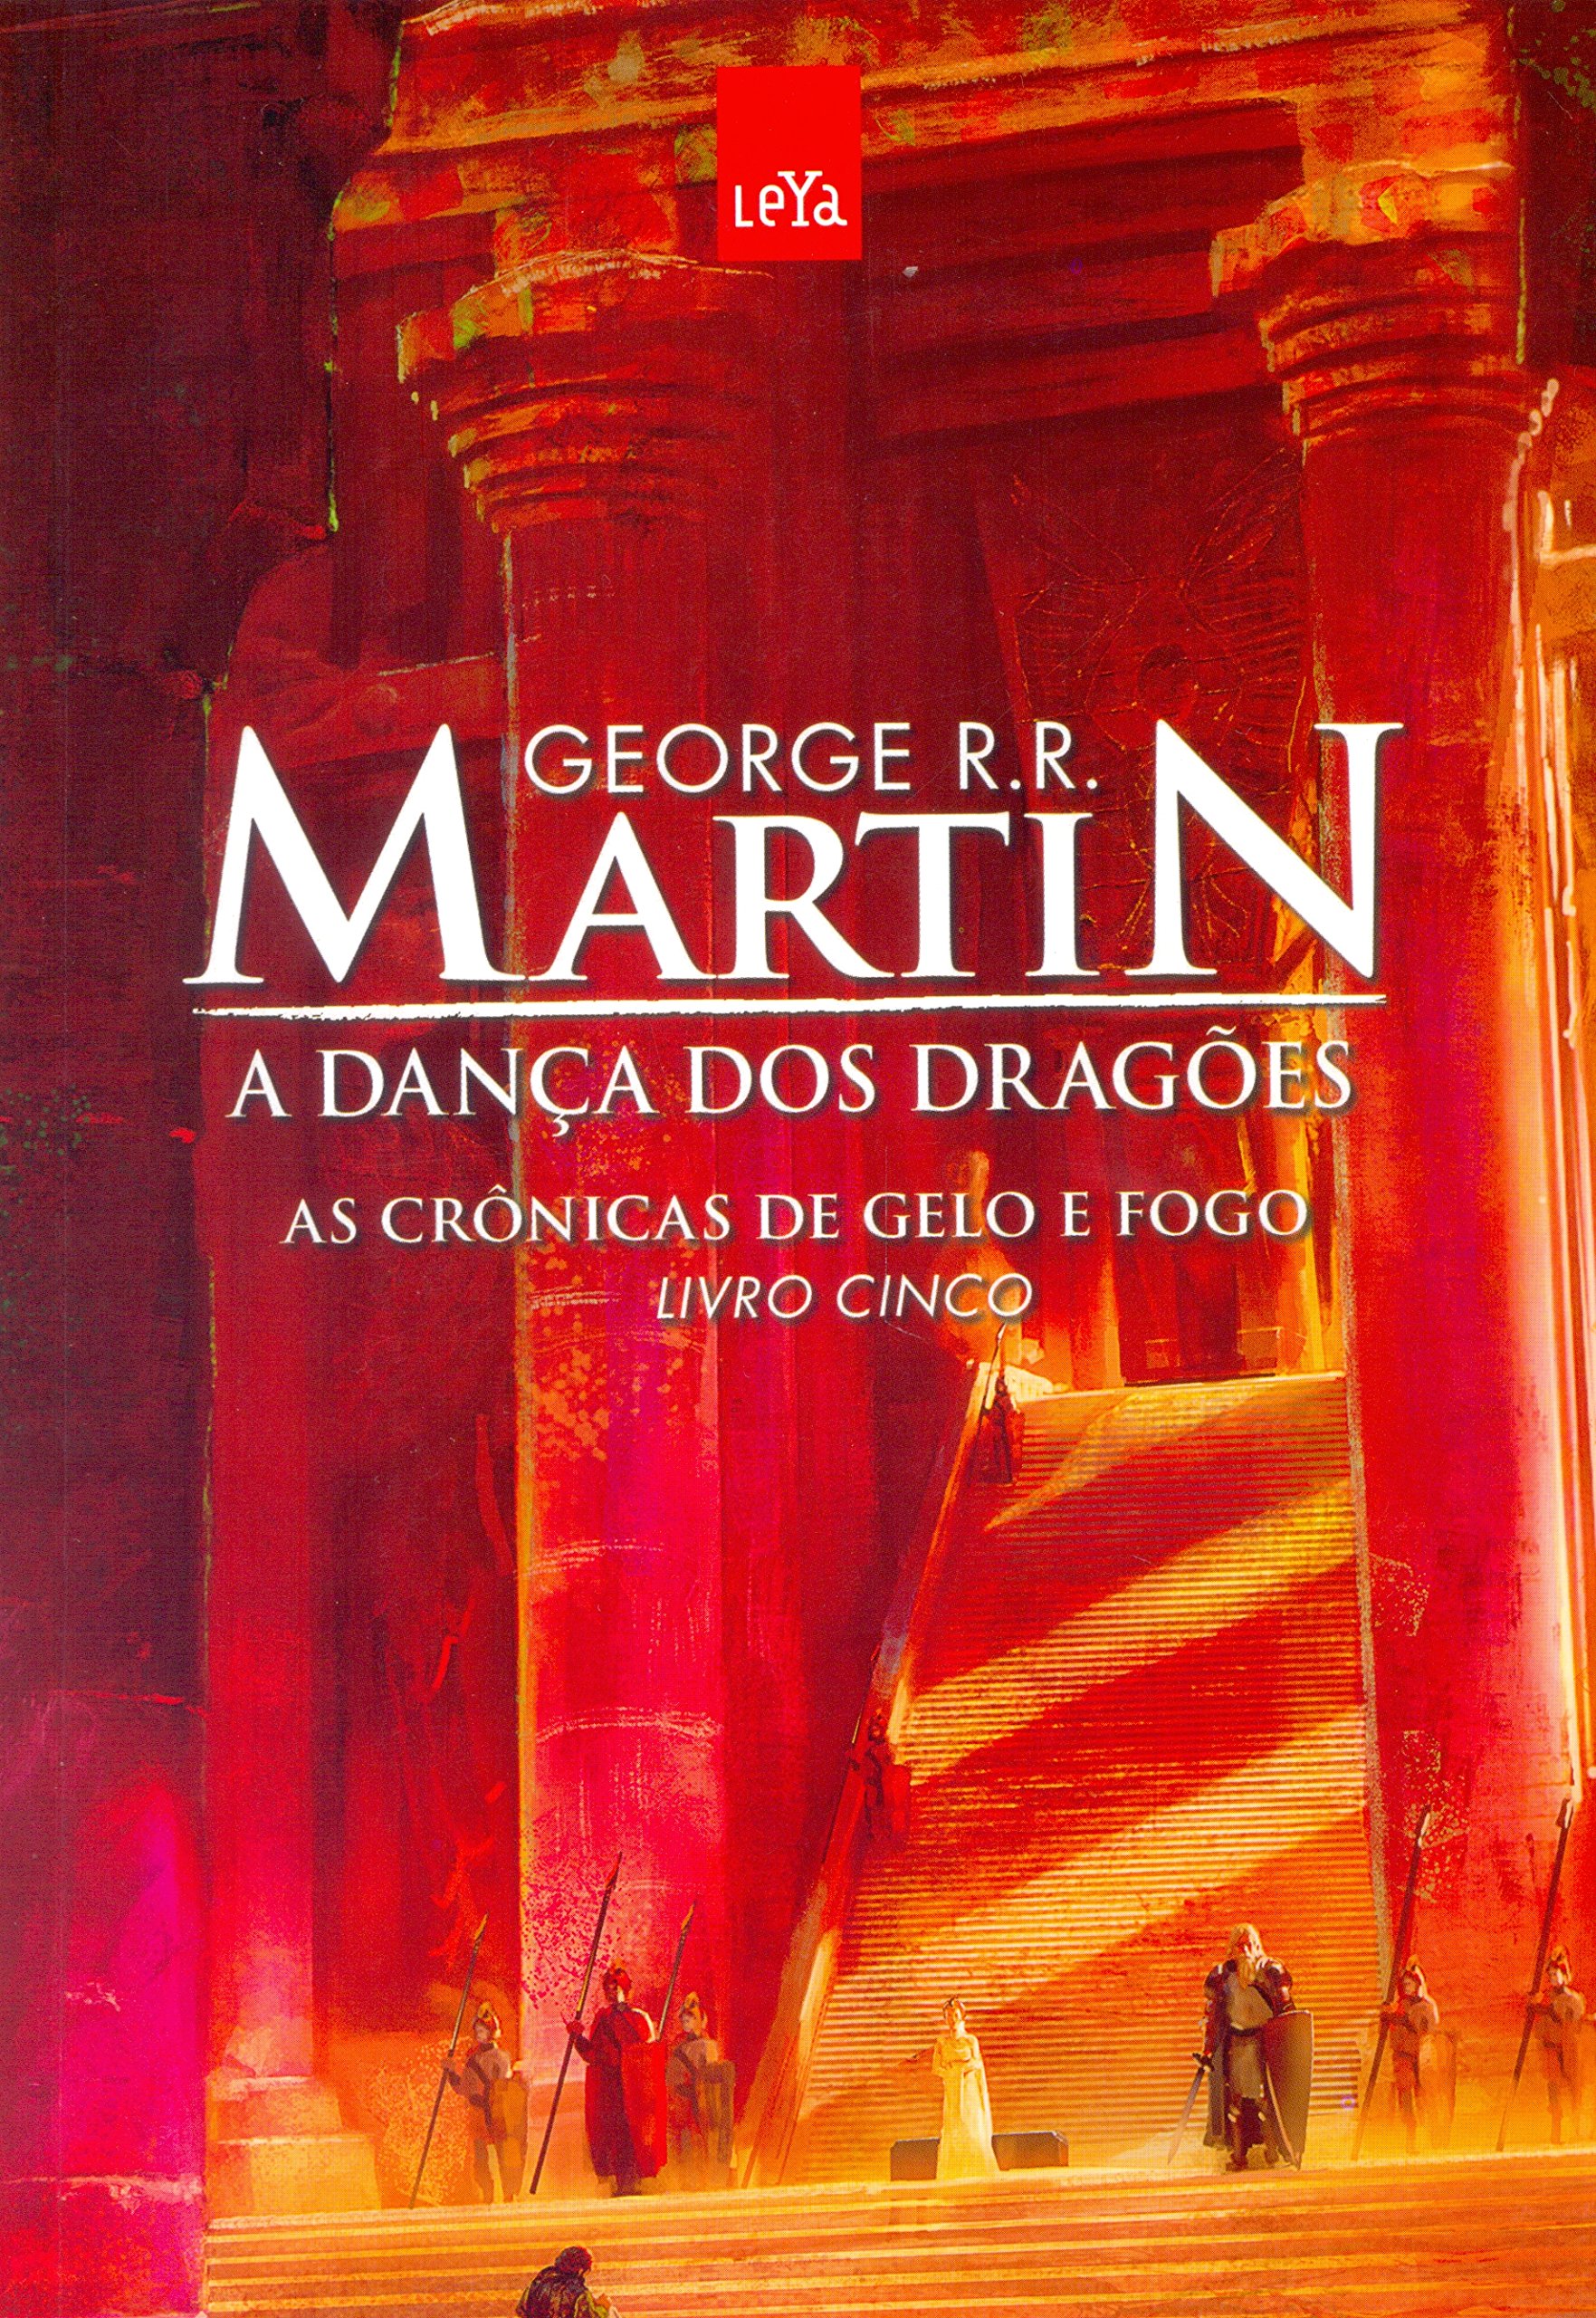 LeYa
GEORGE R.R.
MARTIN
A DANÇA DOS DRAGÕES
AS CRÔNICAS DE GELO E FOGO
LIVRO CINCO